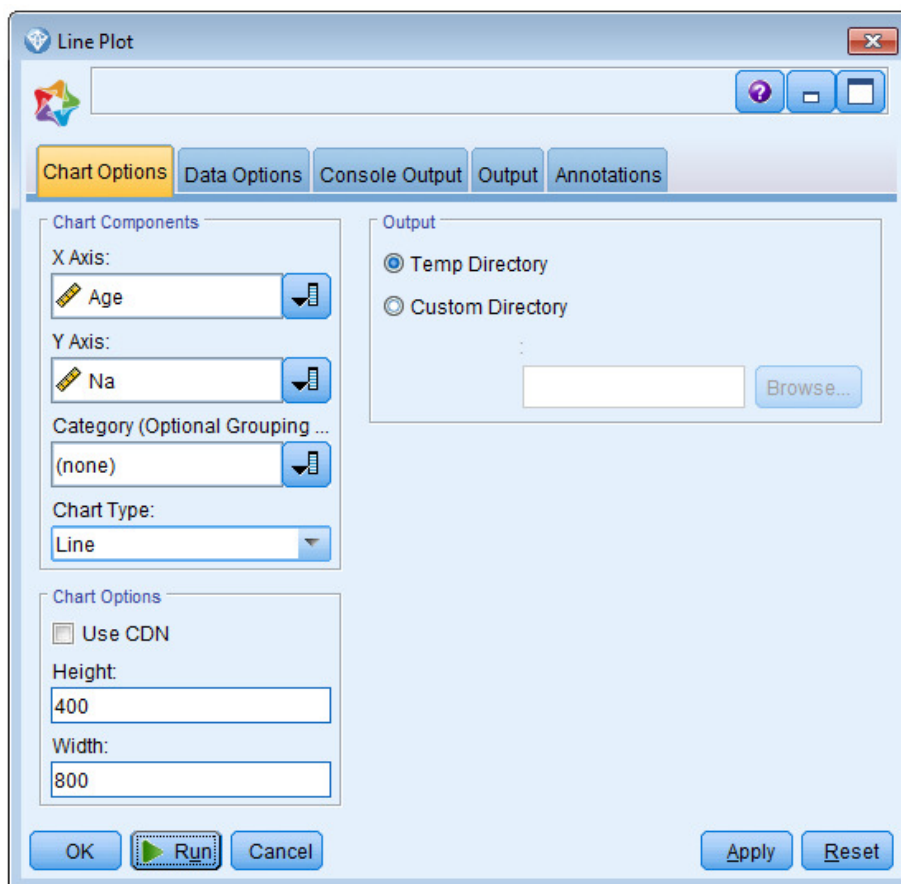 Line Plot
Chart Options
Data Options
Console Output
Output
Annotations
Chart Components
X Axis:
Age
Y Axis:
Na
Category (Optional Grouping ...
(none)
Chart Type:
Line
Chart Options
Use CDN
Height:
400
Width:
800
Output
Temp Directory
Custom Directory
:
Browse...
OK
Run
Cancel
Apply
Reset